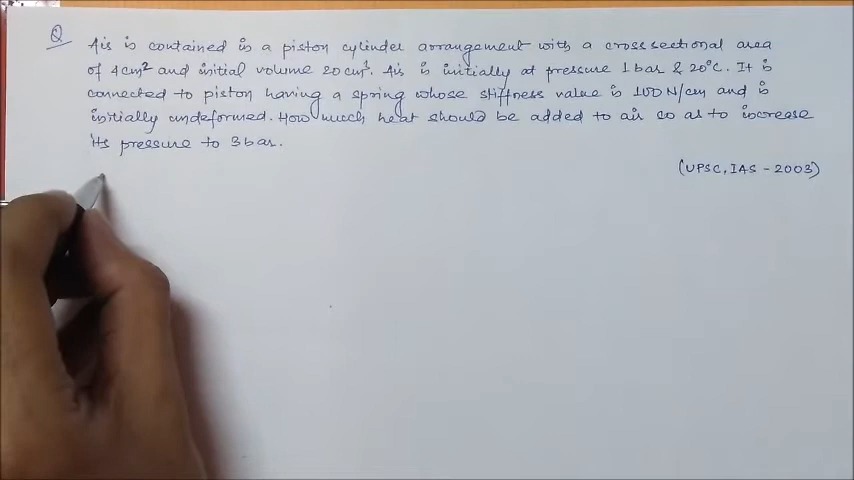 Q Air is contained in a piston cylinder arrangement with a cross sectional area
of 4 cm² and initial volume 20 cm³. Air is initially at pressure 1 bar & 20°C. It is
connected to piston having a spring whose stiffness value is 100 N/cm and is
initially undeformed. How much heat should be added to air so as to increase
its pressure to 3 bar.
(UPSC, IAS - 2003)